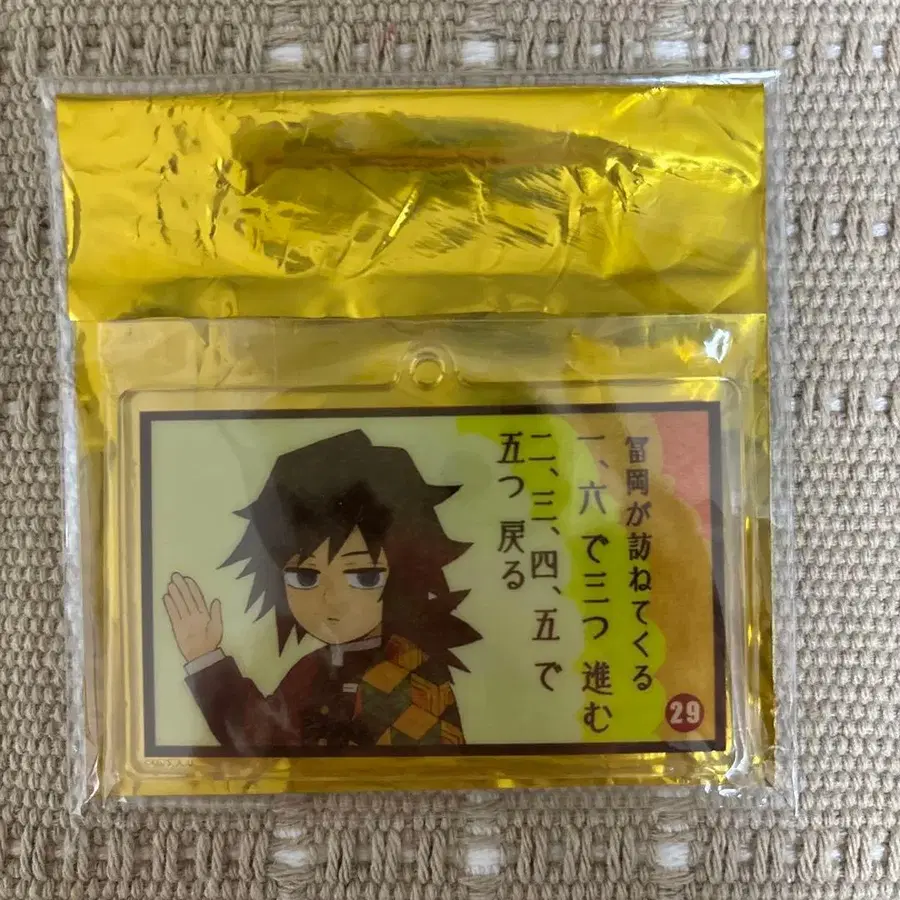 冨岡が訪ねてくる
一、六で三つ進む
二、三、四、五で
五つ戻る
29